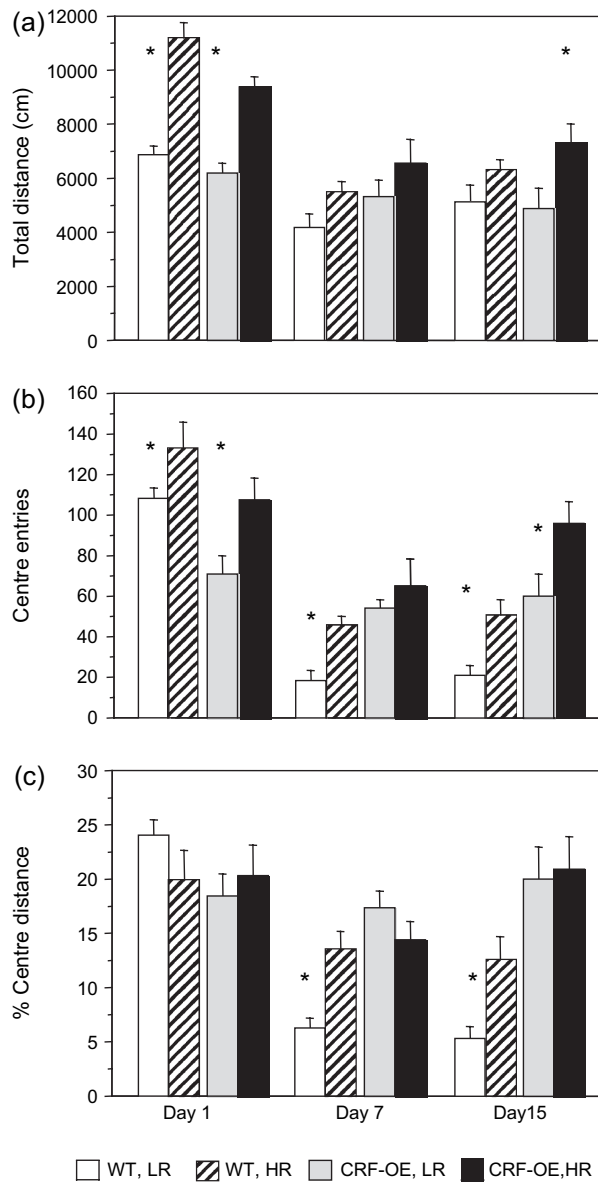 (a)
Total distance (cm)
12000
10000
8000
6000
4000
2000
0
*
*
*
(b)
Centre entries
160
140
120
100
80
60
40
20
0
*
*
*
*
*
(c)
% Centre distance
30
25
20
15
10
5
0
*
*
Day 1
Day 7
Day15
WT, LR
WT, HR
CRF-OE, LR
CRF-OE,HR